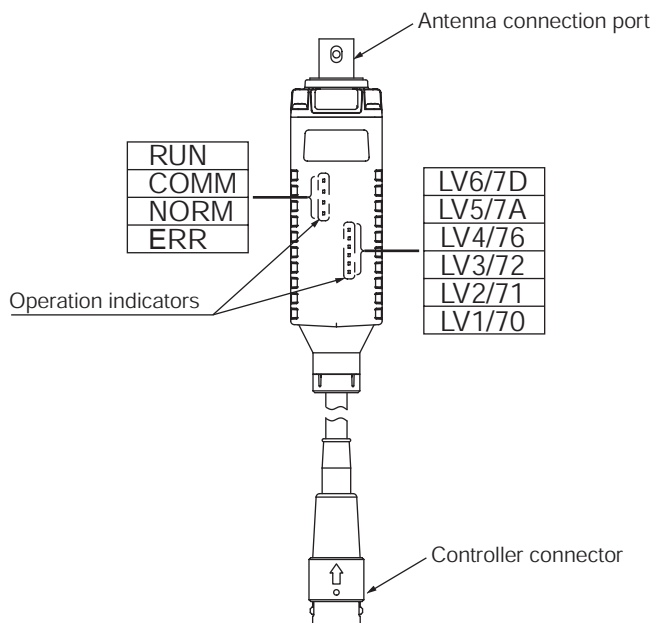 Antenna connection port
RUN
COMM
NORM
ERR
LV6/7D
LV5/7A
LV4/76
LV3/72
LV2/71
LV1/70
Operation indicators
Controller connector